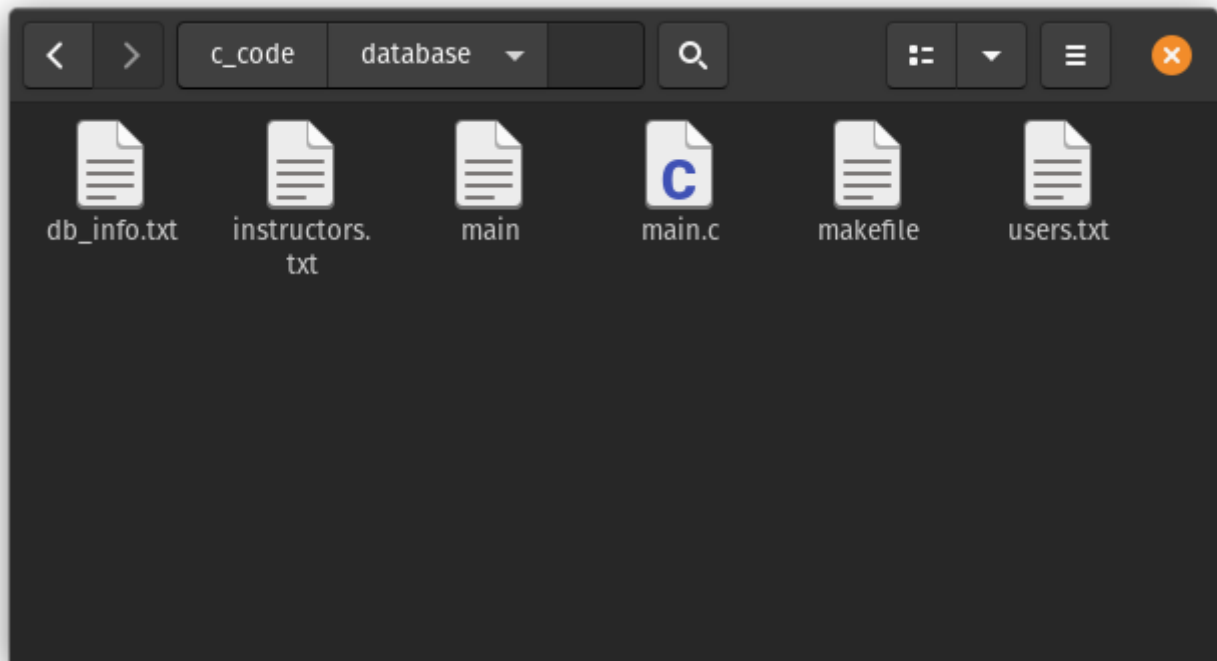 c_code database
db_info.txt
instructors.
txt
main
C
main.c
makefile
users.txt